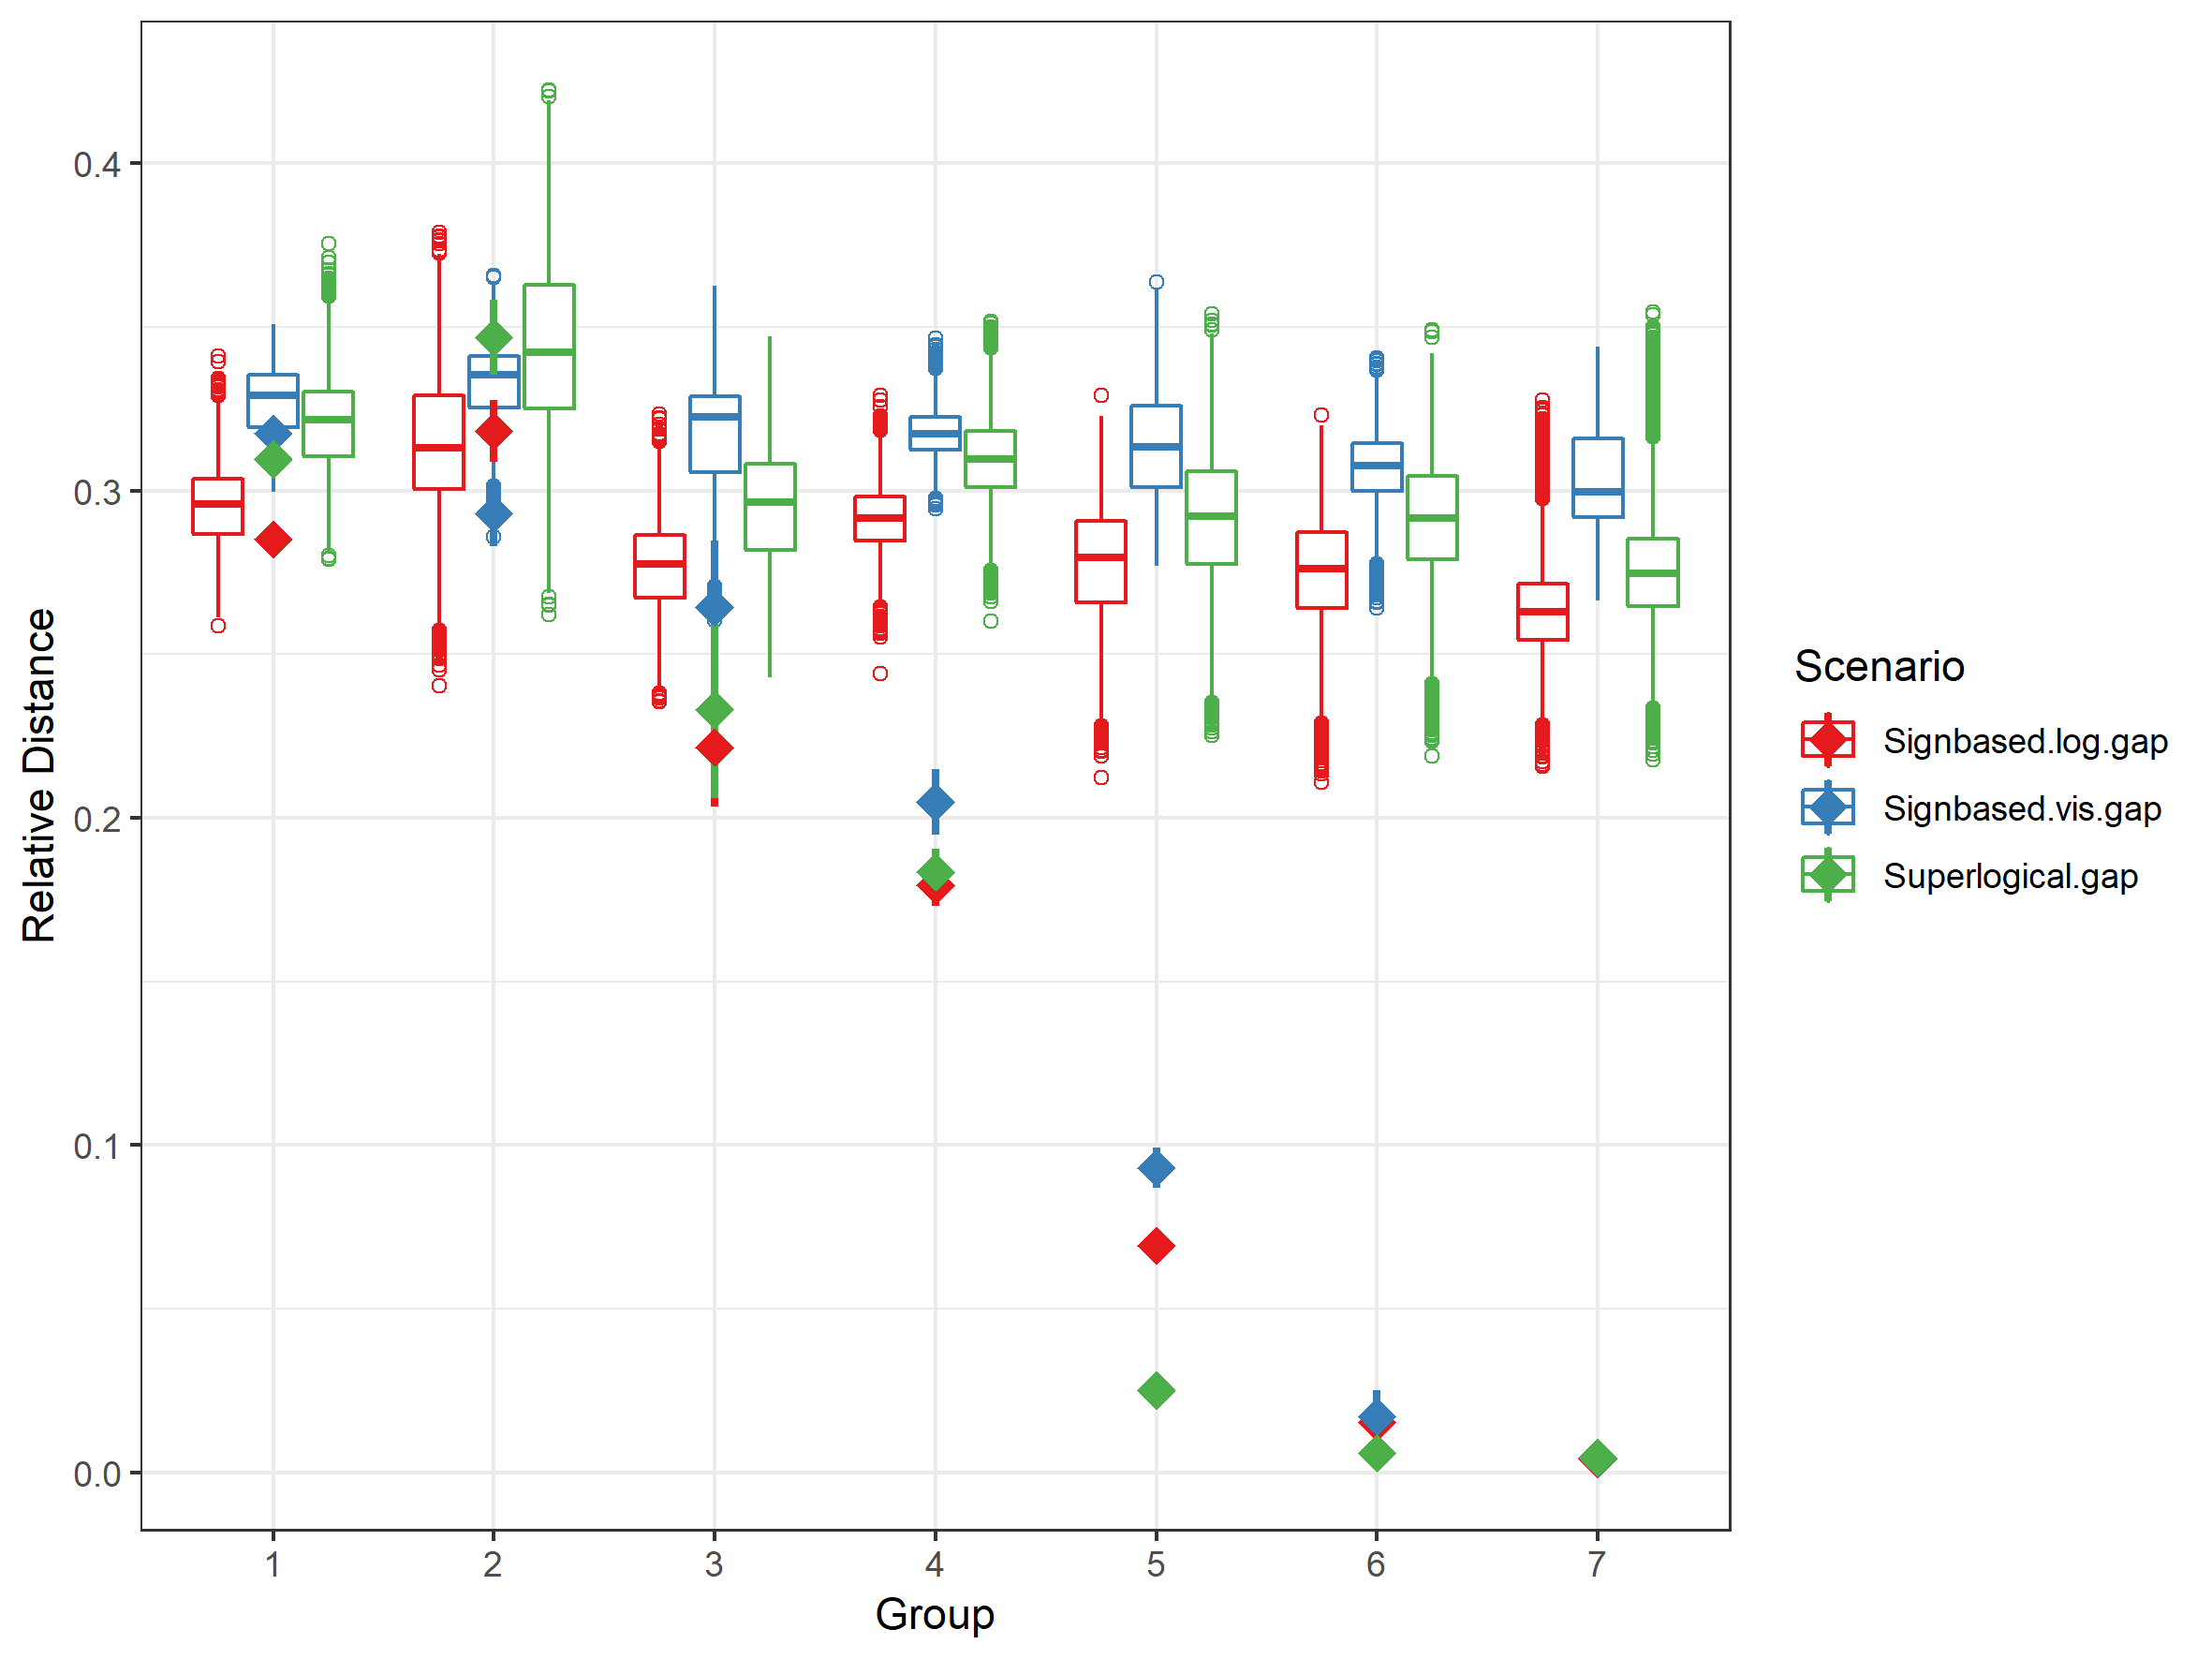 0.4
0.3
0.2
0.1
0.0
Relative Distance
1 2 3 4 5 6 7
Group
Scenario
Signbased.log.gap
Signbased.vis.gap
Superlogical.gap